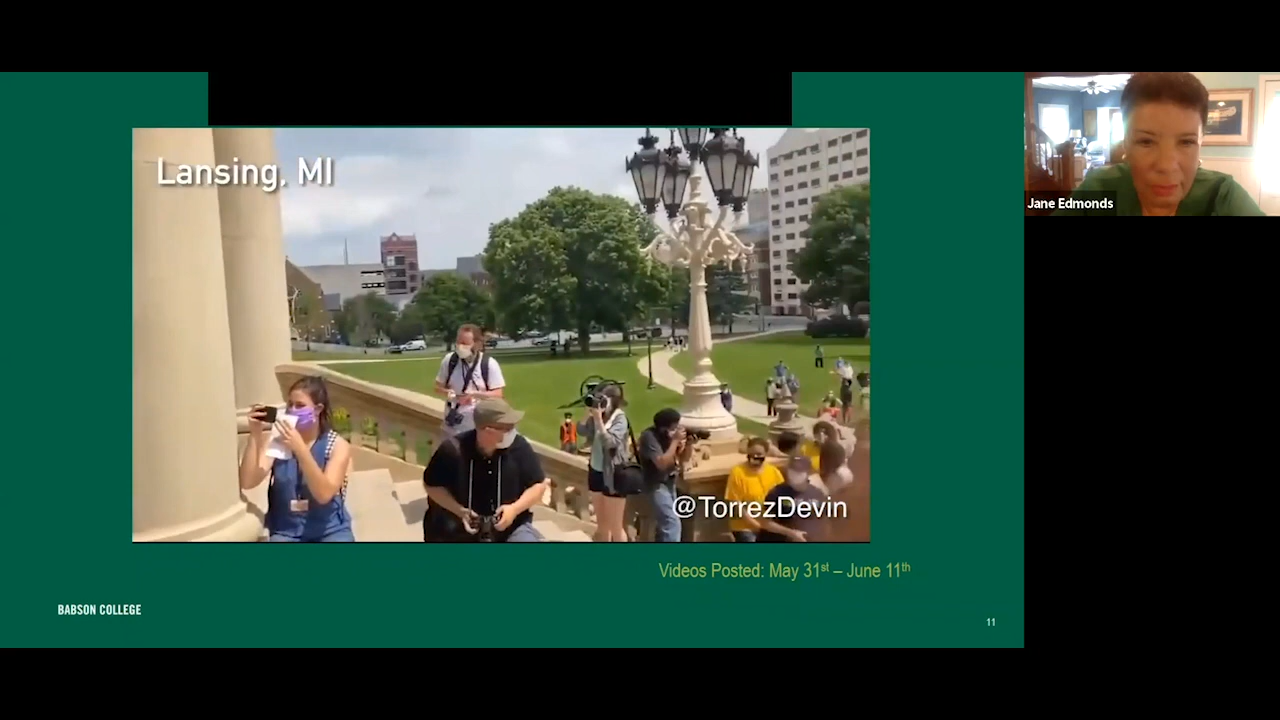 Lansing, MI
Jane Edmonds
@TorrezDevin
Videos Posted: May 31st – June 11th
BABSON COLLEGE
11